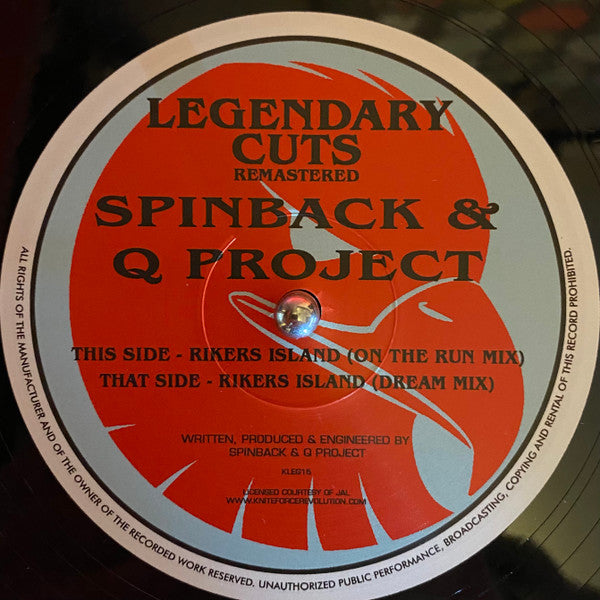 LEGENDARY
CUTS
REMASTERED
SPINBACK &
Q PROJECT
THIS SIDE - RIKERS ISLAND (ON THE RUN MIX)
THAT SIDE - RIKERS ISLAND (DREAM MIX)
WRITTEN, PRODUCED & ENGINEERED BY
SPINBACK & Q PROJECT
KLEG15
LICENSED COURTESY OF JAL
WWW.KNITEFORCEREVOLUTION.COM
ALL RIGHTS OF THE MANUFACTURER AND OF THE OWNER OF THE RECORDED WORK RESERVED. UNAUTHORIZED PUBLIC PERFORMANCE, BROADCASTING, COPYING AND RENTAL OF THIS RECORD PROHIBITED.